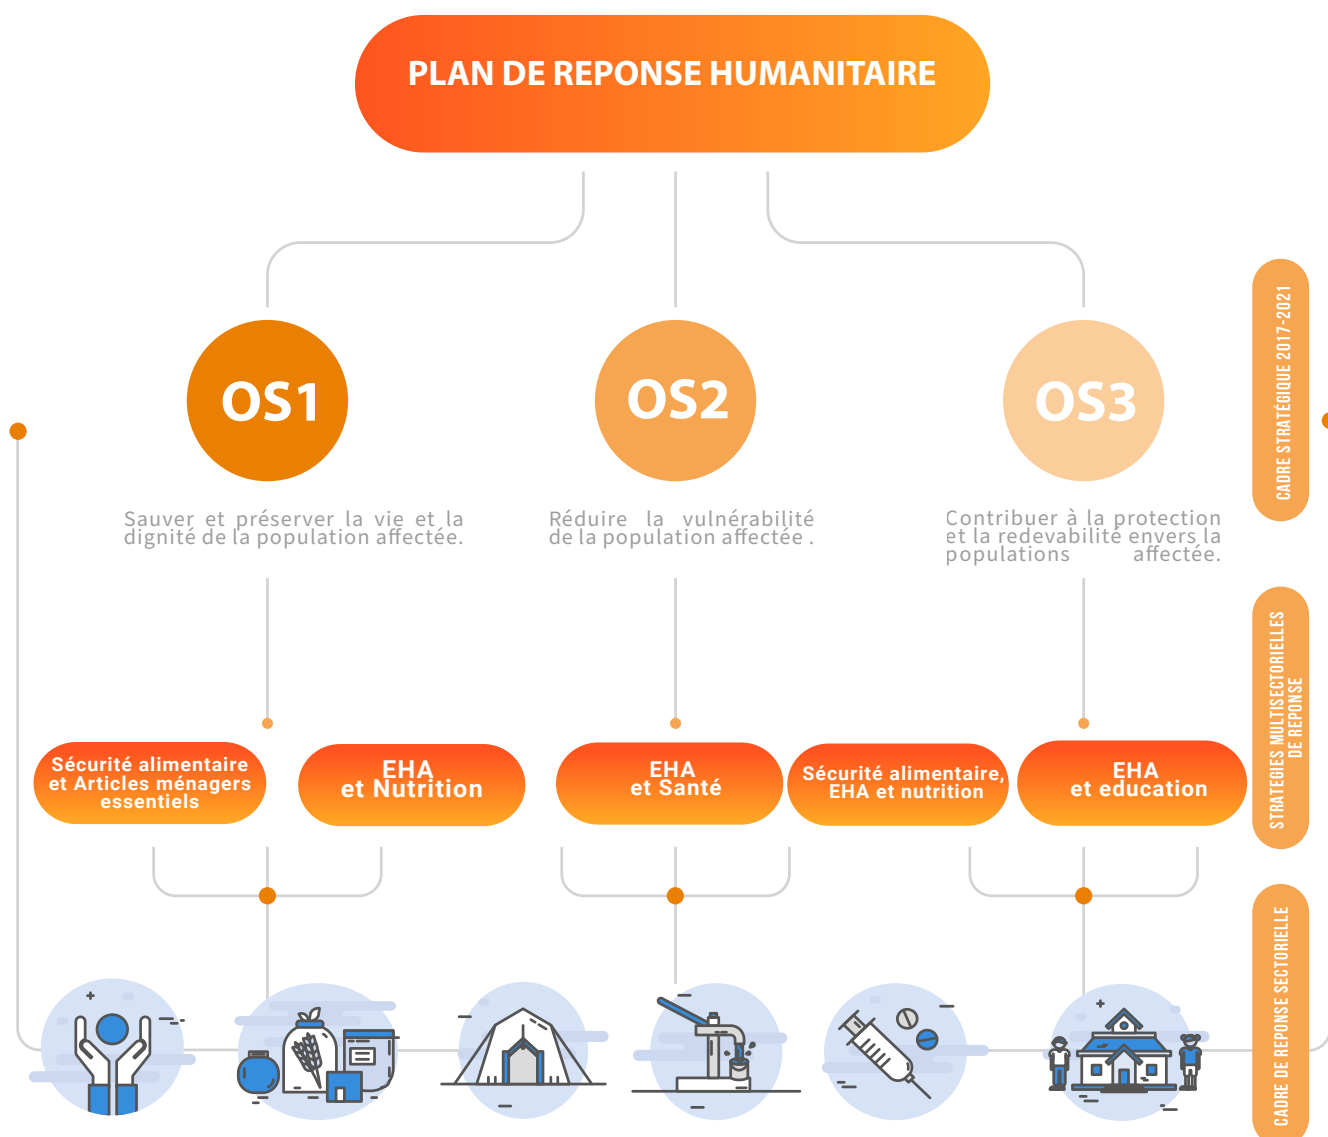 PLAN DE REPONSE HUMANITAIRE
OS1
OS2
OS3
CADRE STRATÉGIQUE 2017-2021
Sauver et préserver la vie et la
dignité de la population affectée.
Réduire la vulnérabilité
de la population affectée .
Contribuer à la protection
et la redevabilité envers la
populations affectée.
STRATEGIES MULTISECTORIELLES
DE REPONSE
Sécurité alimentaire
et Articles ménagers
essentiels
EHA
et Nutrition
EHA
et Santé
Sécurité alimentaire,
EHA et nutrition
EHA
et education
CADRE DE REPONSE SECTORIELLE